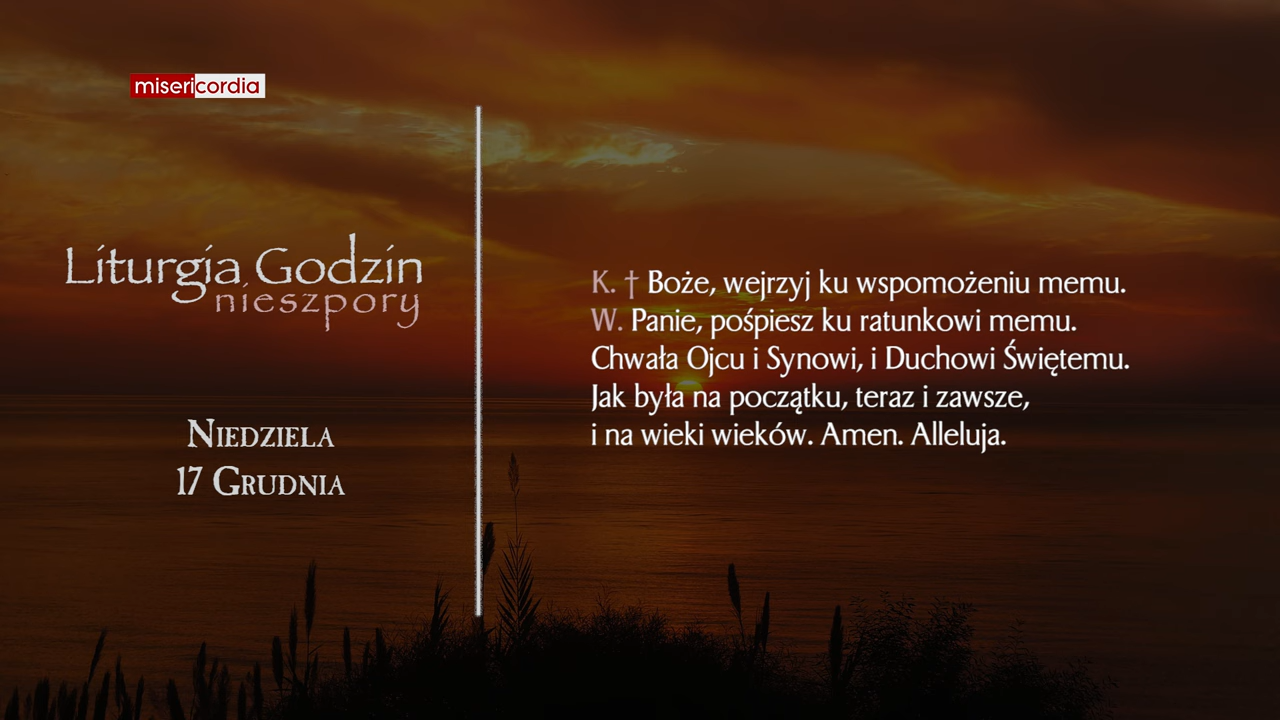 misericordia
Liturgia Godzin
nieszpory
Niedziela
17 Grudnia
K. † Boże, wejrzyj ku wspomożeniu memu.
W. Panie, pośpiesz ku ratunkowi memu.
Chwała Ojcu i Synowi, i Duchowi Świętemu.
Jak była na początku, teraz i zawsze,
i na wieki wieków. Amen. Alleluja.